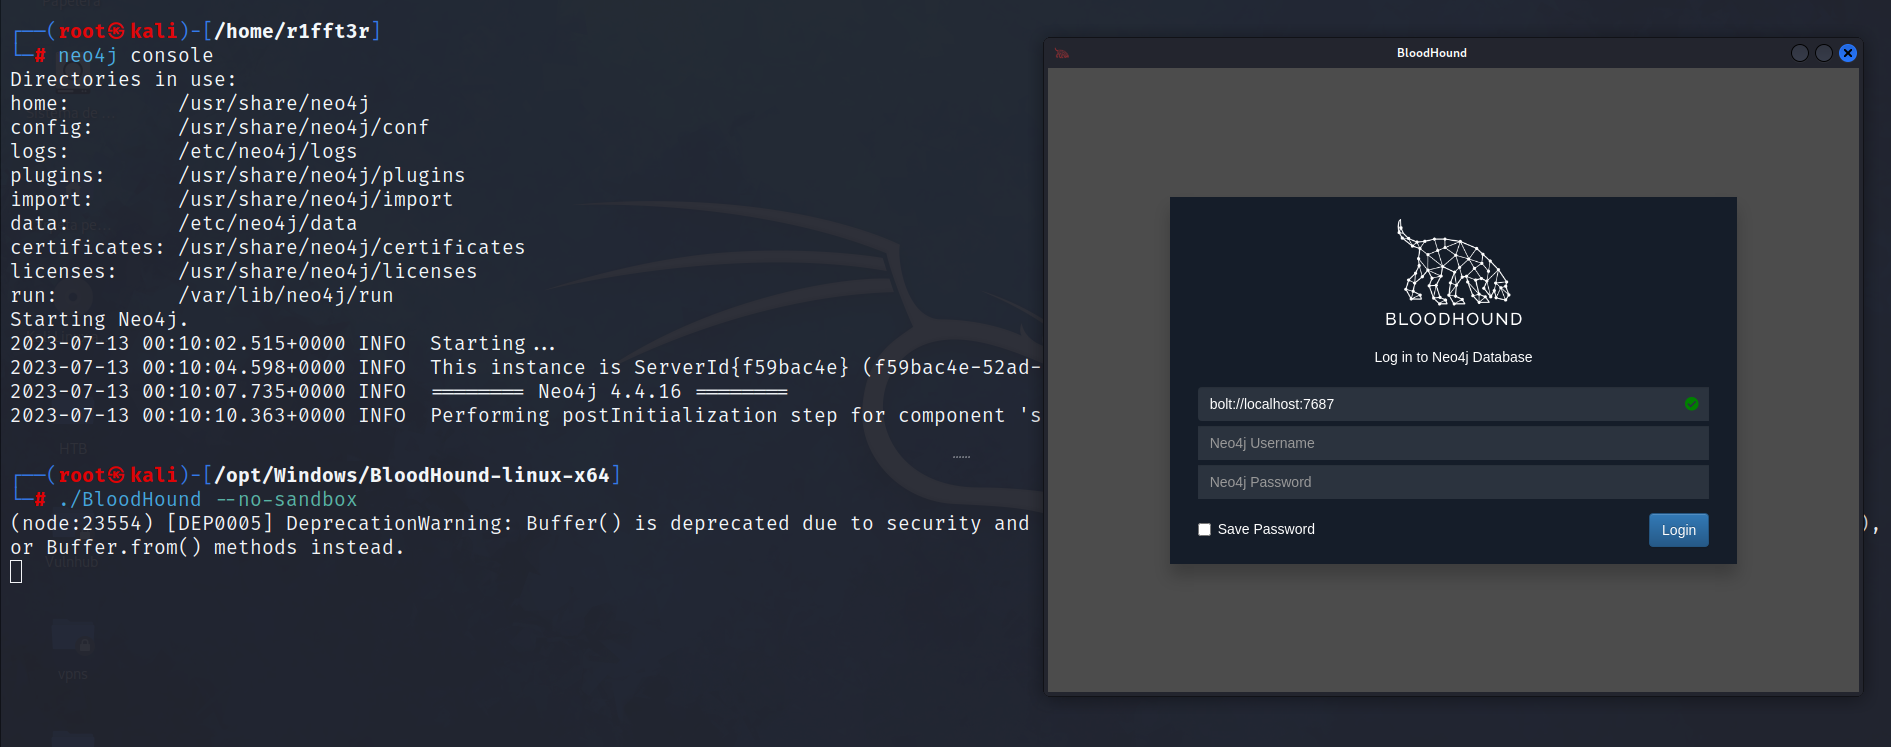 ┌──(root㉿kali)-[/home/r1fft3r]
└─# neo4j console
Directories in use:
home:         /usr/share/neo4j
config:       /usr/share/neo4j/conf
logs:         /etc/neo4j/logs
plugins:      /usr/share/neo4j/plugins
import:       /usr/share/neo4j/import
data:         /etc/neo4j/data
certificates: /usr/share/neo4j/certificates
licenses:     /usr/share/neo4j/licenses
run:          /var/lib/neo4j/run
Starting Neo4j.
2023-07-13 00:10:02.515+0000 INFO  Starting...
2023-07-13 00:10:04.598+0000 INFO  This instance is ServerId{f59bac4e} (f59bac4e-52ad-
2023-07-13 00:10:07.735+0000 INFO  ======== Neo4j 4.4.16 ========
2023-07-13 00:10:10.363+0000 INFO  Performing postInitialization step for component 's
HTB
┌──(root㉿kali)-[/opt/Windows/BloodHound-linux-x64]
└─# ./BloodHound --no-sandbox
(node:23554) [DEP0005] DeprecationWarning: Buffer() is deprecated due to security and
),
or Buffer.from() methods instead.
Vulnhub
vpns
BloodHound
BLOODHOUND
Log in to Neo4j Database
bolt://localhost:7687
Neo4j Username
Neo4j Password
Save Password
Login